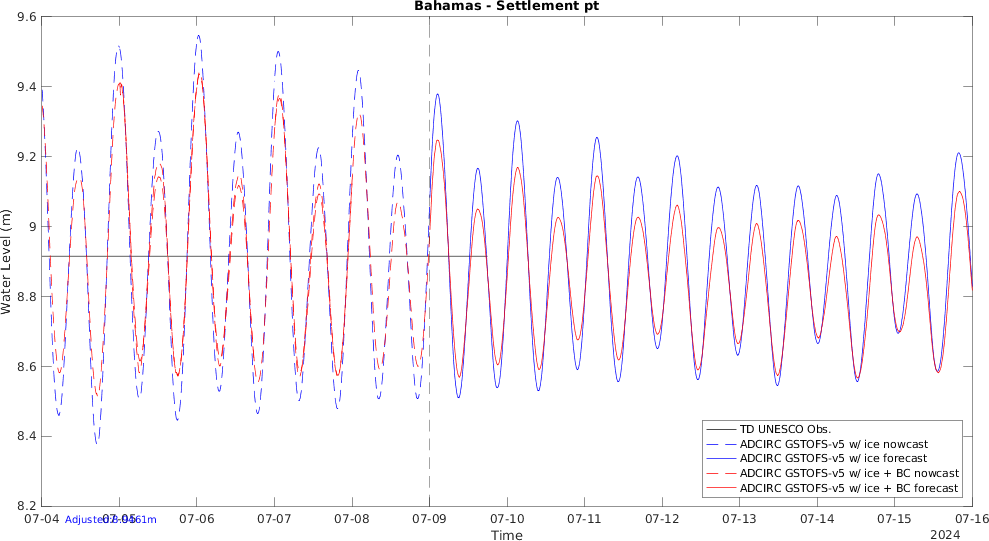 Bahamas - Settlement pt
Water Level (m)
9.6
9.4
9.2
9
8.8
8.6
8.4
8.2
TD UNESCO Obs.
ADCIRC GSTOFS-v5 w/ ice nowcast
ADCIRC GSTOFS-v5 w/ ice forecast
ADCIRC GSTOFS-v5 w/ ice + BC nowcast
ADCIRC GSTOFS-v5 w/ ice + BC forecast
07-04 07-05 07-06 07-07 07-08 07-09 07-10 07-11 07-12 07-13 07-14 07-15 07-16
Time
2024